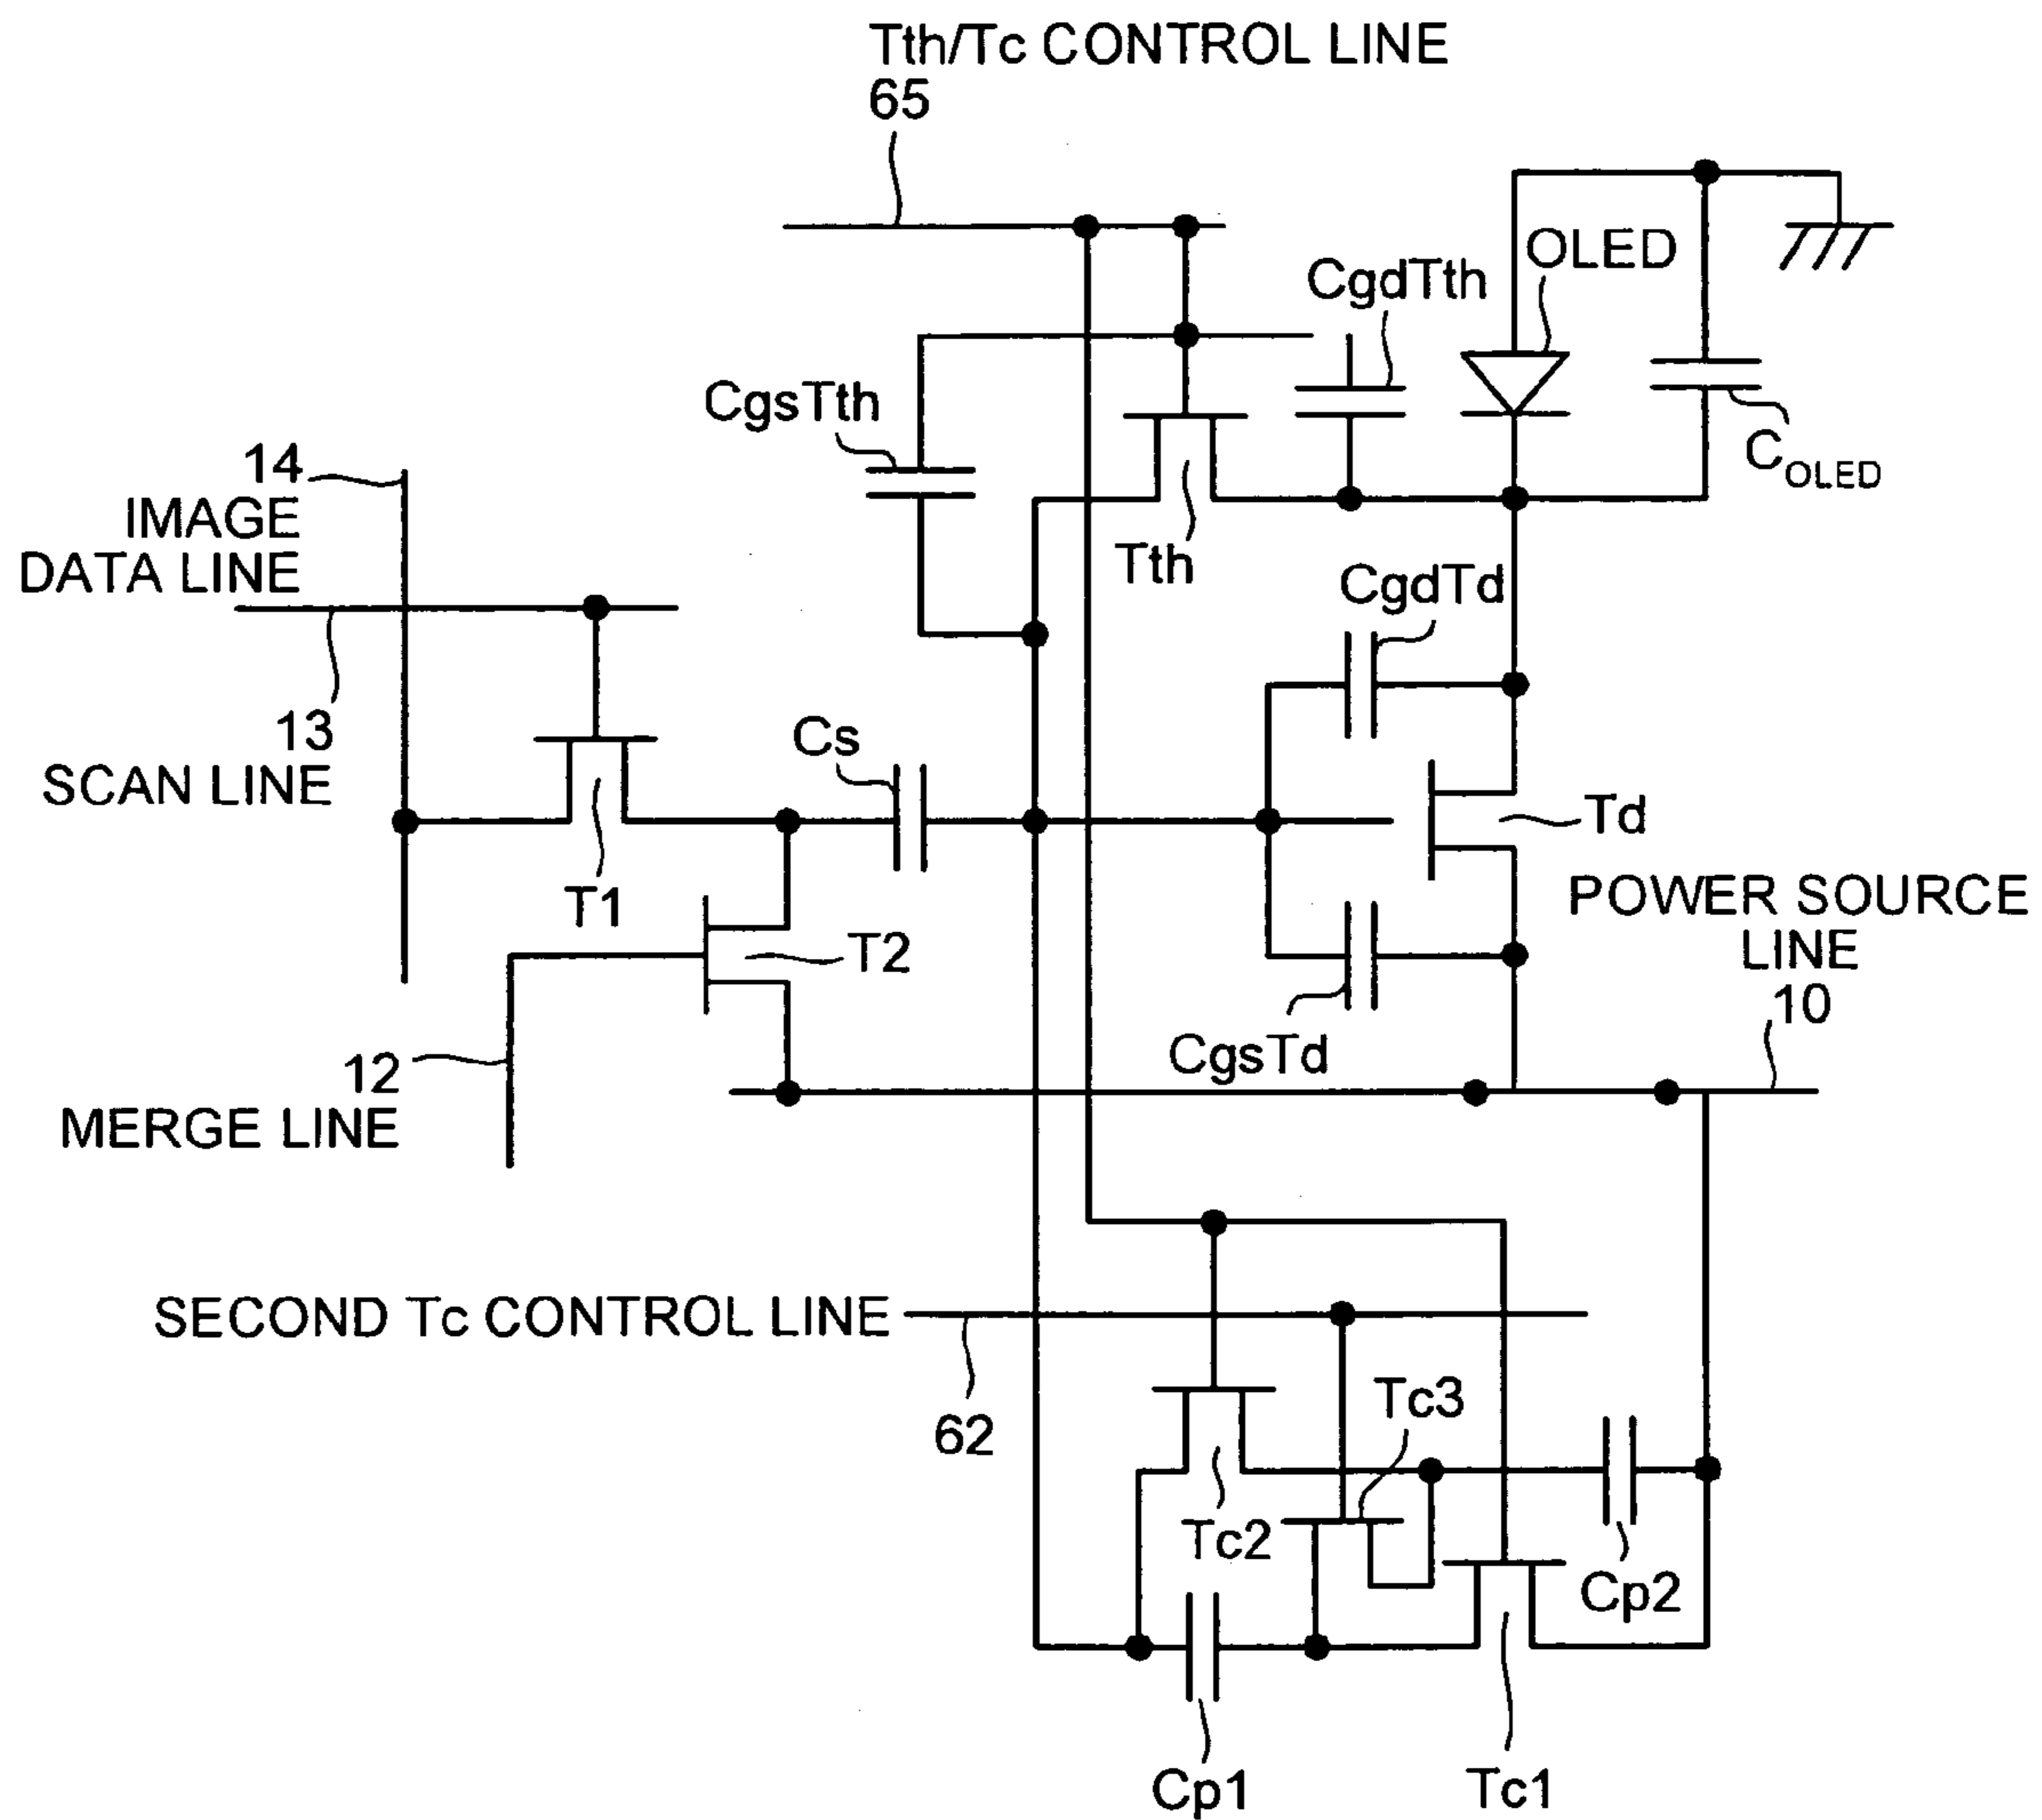 Tth/Tc CONTROL LINE
65
OLED
CgdTth
CgsTth
COLED
14
IMAGE
DATA LINE
Tth
CgdTd
13
SCAN LINE
Cs
Td
T1
POWER SOURCE
LINE
10
T2
CgsTd
12
MERGE LINE
SECOND Tc CONTROL LINE
62
Tc3
Tc2
Cp2
Cp1
Tc1